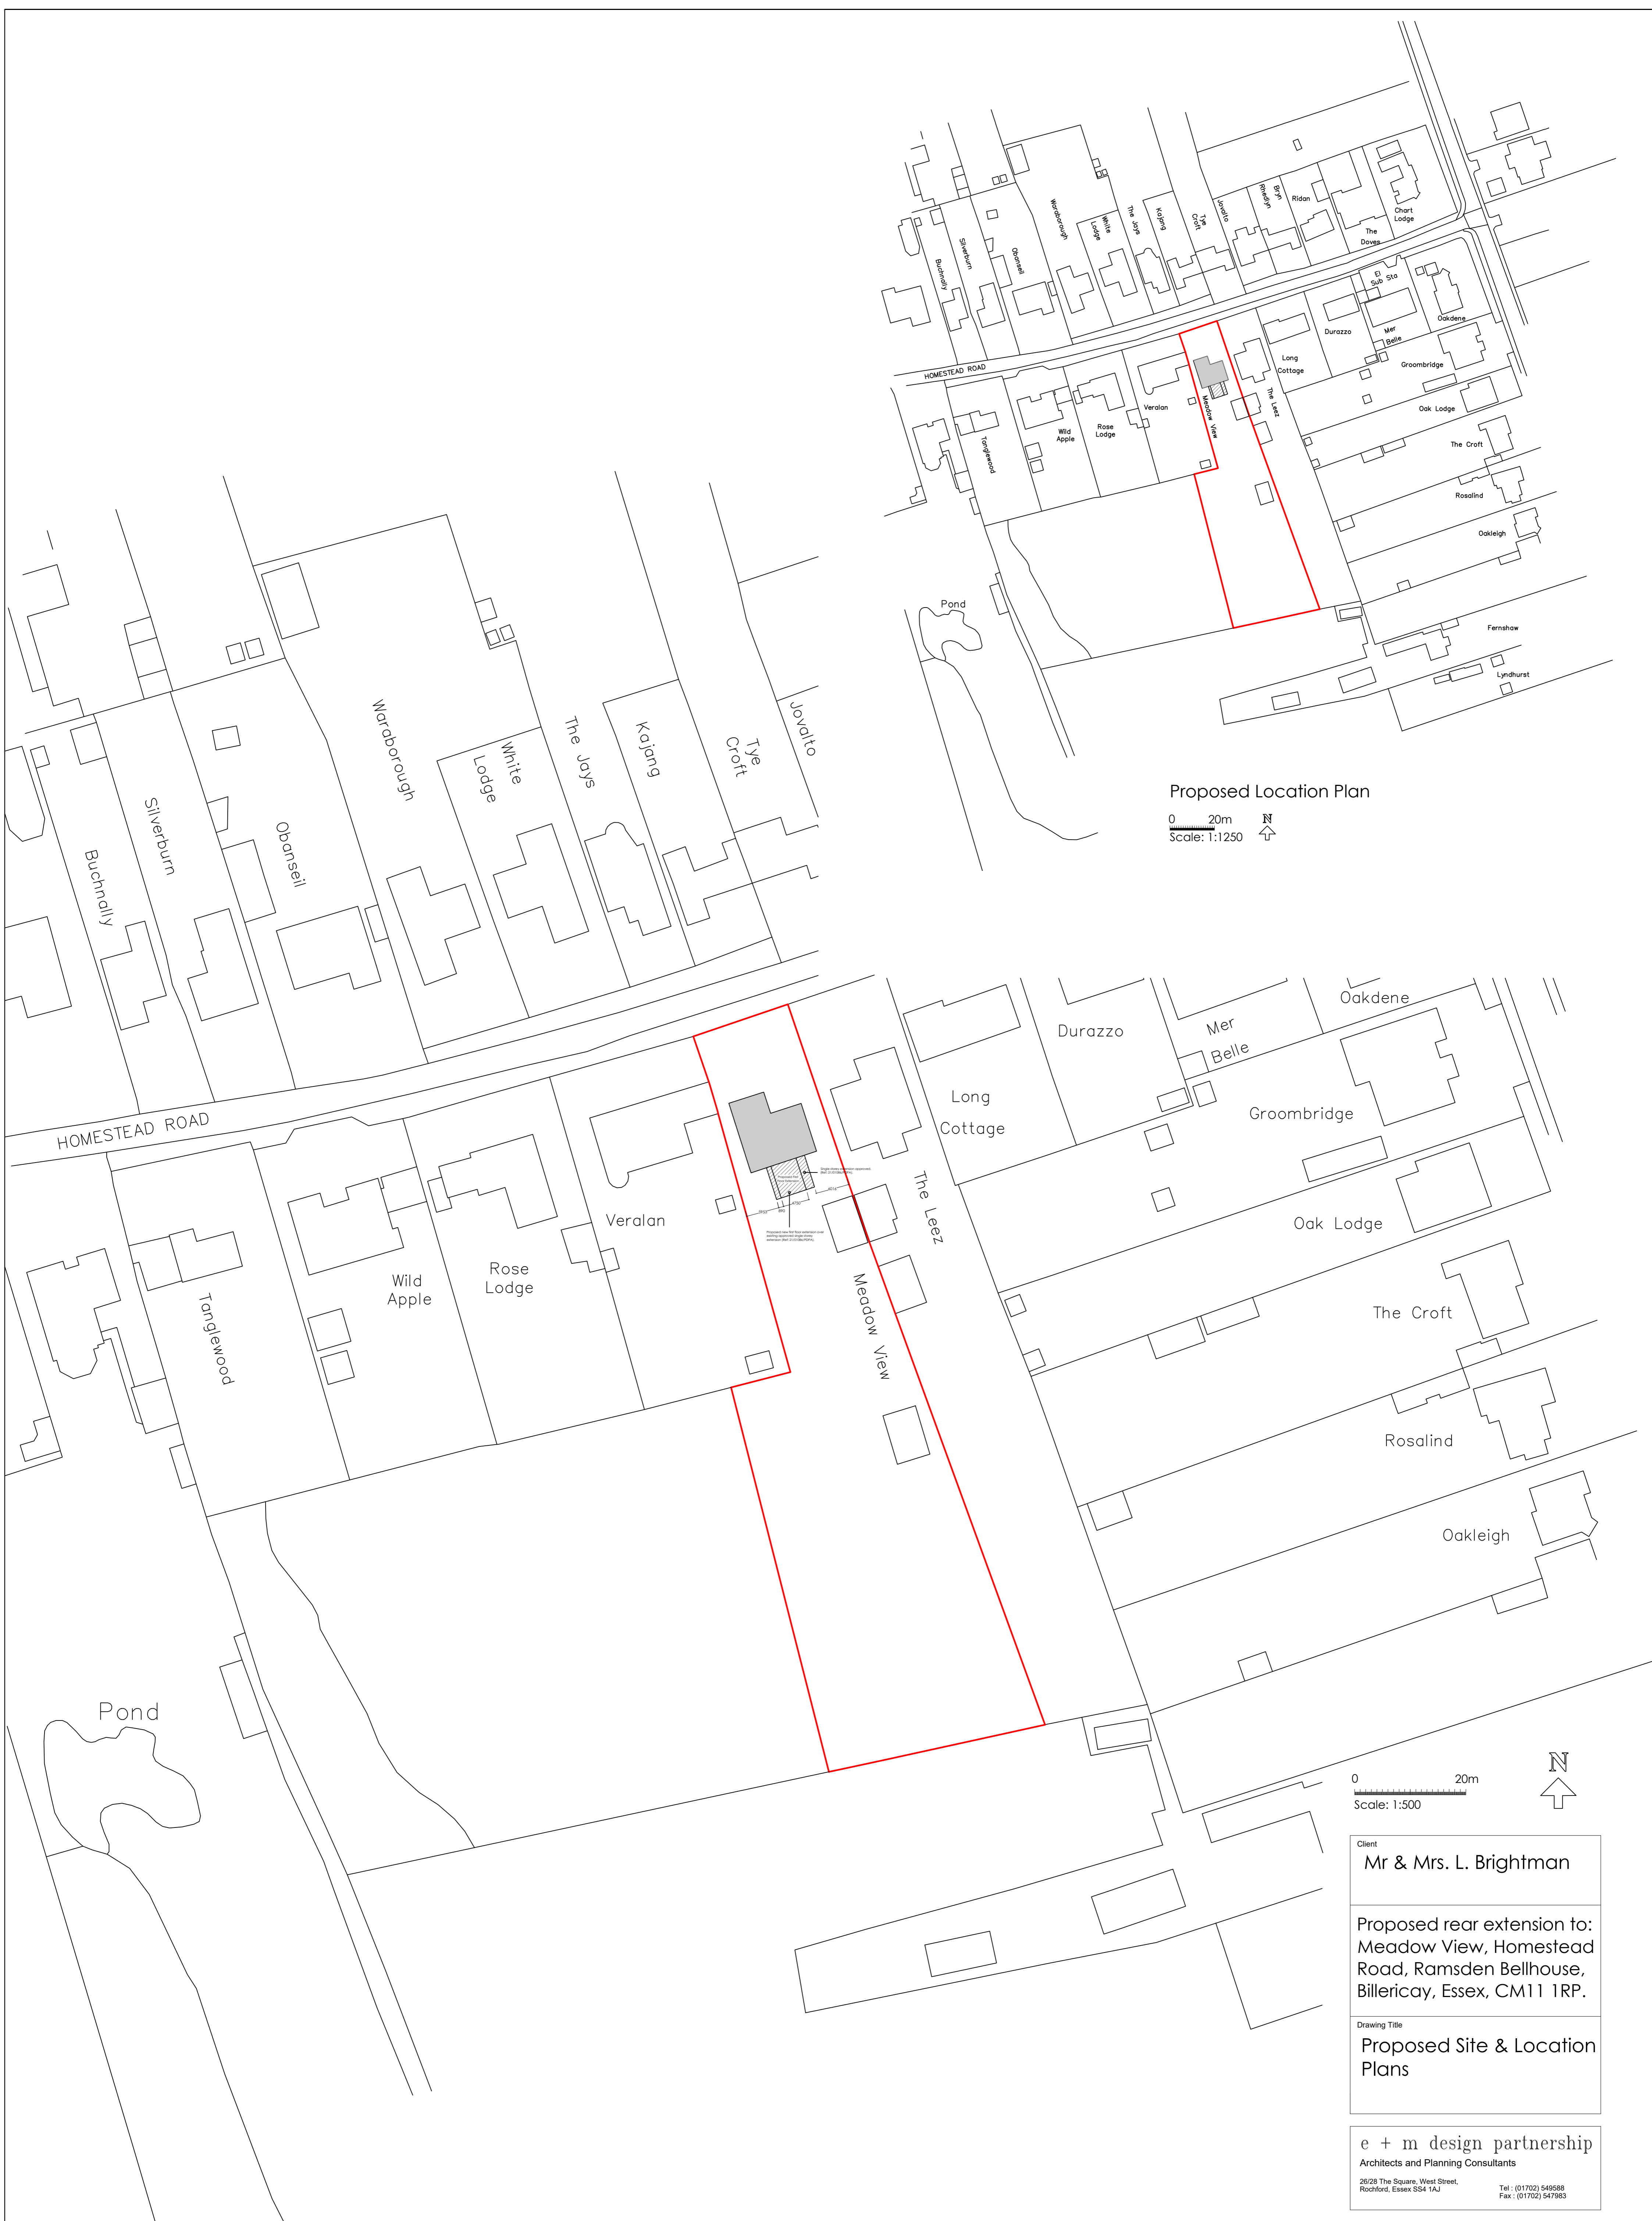 Waraborough
White
Lodge
The Jays
Kajang
Tye
Croft
Jovalto
Rhedlyn
Bryn
Ridan
The
Doves
Chart
Lodge
Buchnally
Silverburn
Obanseil
El
Sub Sta
Oakdene
Durazzo
Mer
Belle
Long
Cottage
Groombridge
HOMESTEAD ROAD
Tanglewood
Wild
Apple
Rose
Lodge
Veralan
Meadow View
The Leez
Oak Lodge
The Croft
Rosalind
Oakleigh
Pond
Fernshaw
Lyndhurst
Proposed Location Plan
0 20m N
Scale: 1:1250
Buchnally
Silverburn
Obanseil
Waraborough
White
Lodge
The Jays
Kajang
Tye
Croft
Jovalto
HOMESTEAD ROAD
Oakdene
Durazzo
Mer
Belle
Long
Cottage
Groombridge
Tanglewood
Wild
Apple
Rose
Lodge
Veralan
The Leez
Meadow View
Oak Lodge
The Croft
Rosalind
Oakleigh
Pond
0 20m N
Scale: 1:500
Client
Mr & Mrs. L. Brightman
Proposed rear extension to:
Meadow View, Homestead
Road, Ramsden Bellhouse,
Billericay, Essex, CM11 1RP.
Drawing Title
Proposed Site & Location
Plans
e + m design partnership
Architects and Planning Consultants
26/28 The Square, West Street,
Rochford, Essex SS4 1AJ
Tel : (01702) 549588
Fax : (01702) 547983